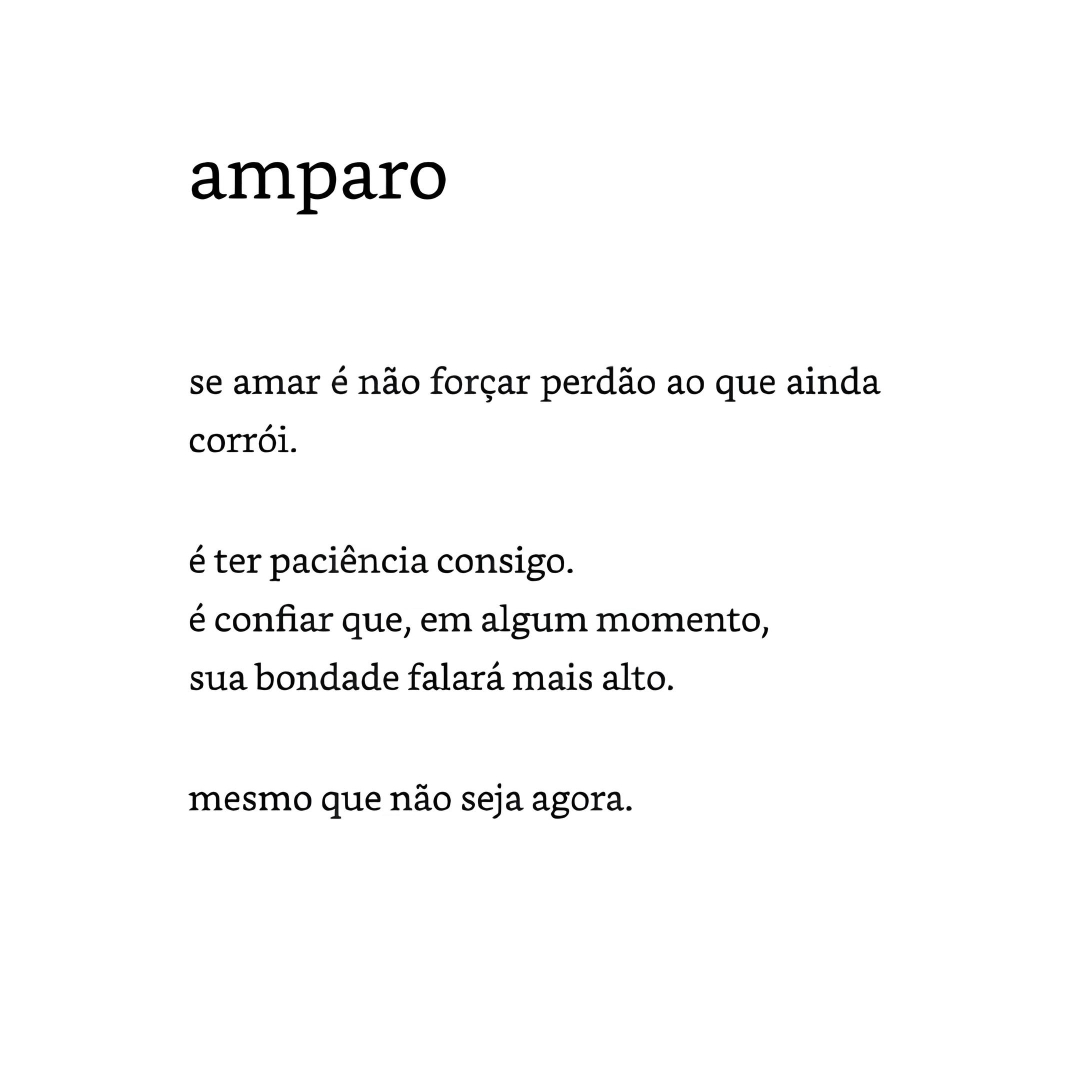 amparo
se amar é não forçar perdão ao que ainda
corrói.
é ter paciência consigo.
é confiar que, em algum momento,
sua bondade falará mais alto.
mesmo que não seja agora.